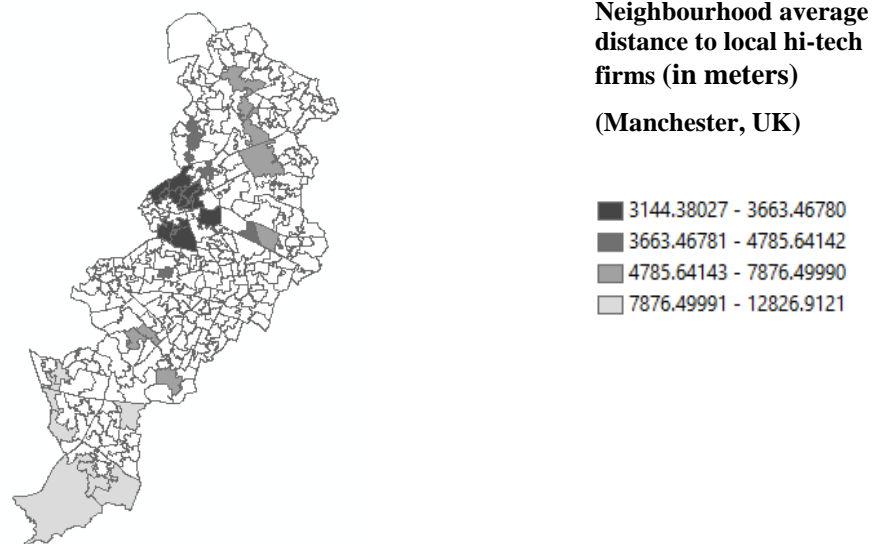 Neighbourhood average
distance to local hi-tech
firms (in meters)
(Manchester, UK)
3144.38027 - 3663.46780
3663.46781 - 4785.64142
4785.64143 - 7876.49990
7876.49991 - 12826.9121